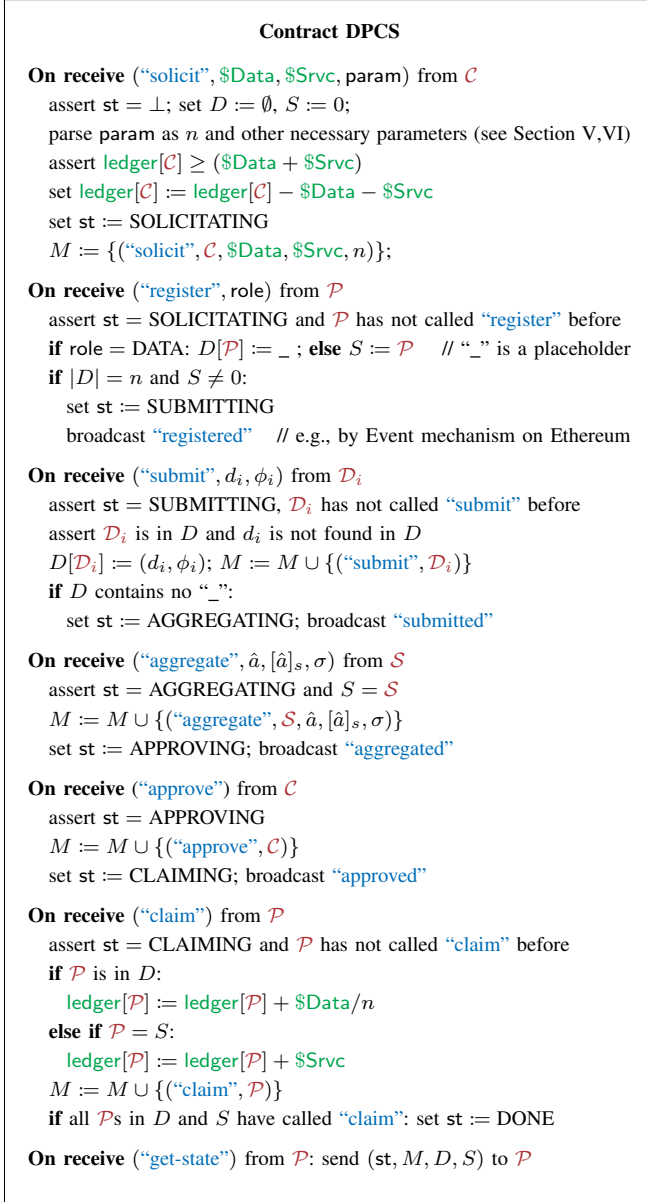 Contract DPCS
On receive (“solicit”, $Data, $Srvc, param) from 𝒞
assert st = ⊥; set D := ∅, S := 0;
parse param as n and other necessary parameters (see Section V,VI)
assert ledger[𝒞] ≥ ($Data + $Srvc)
set ledger[𝒞] := ledger[𝒞] − $Data − $Srvc
set st := SOLICITATING
M := {(“solicit”, 𝒞, $Data, $Srvc, n)};
On receive (“register”, role) from 𝒫
assert st = SOLICITATING and 𝒫 has not called “register” before
if role = DATA: D[𝒫] := _ ; else S := 𝒫 // “_” is a placeholder
if |D| = n and S ≠ 0:
set st := SUBMITTING
broadcast “registered” // e.g., by Event mechanism on Ethereum
On receive (“submit”, dᵢ, ϕᵢ) from 𝒟ᵢ
assert st = SUBMITTING, 𝒟ᵢ has not called “submit” before
assert 𝒟ᵢ is in D and dᵢ is not found in D
D[𝒟ᵢ] := (dᵢ, ϕᵢ); M := M ∪ {(“submit”, 𝒟ᵢ)}
if D contains no “_”:
set st := AGGREGATING; broadcast “submitted”
On receive (“aggregate”, â, [â]ₛ, σ) from 𝒮
assert st = AGGREGATING and S = 𝒮
M := M ∪ {(“aggregate”, 𝒮, â, [â]ₛ, σ)}
set st := APPROVING; broadcast “aggregated”
On receive (“approve”) from 𝒞
assert st = APPROVING
M := M ∪ {(“approve”, 𝒞)}
set st := CLAIMING; broadcast “approved”
On receive (“claim”) from 𝒫
assert st = CLAIMING and 𝒫 has not called “claim” before
if 𝒫 is in D:
ledger[𝒫] := ledger[𝒫] + $Data/n
else if 𝒫 = S:
ledger[𝒫] := ledger[𝒫] + $Srvc
M := M ∪ {(“claim”, 𝒫)}
if all 𝒫s in D and S have called “claim”: set st := DONE
On receive (“get-state”) from 𝒫: send (st, M, D, S) to 𝒫